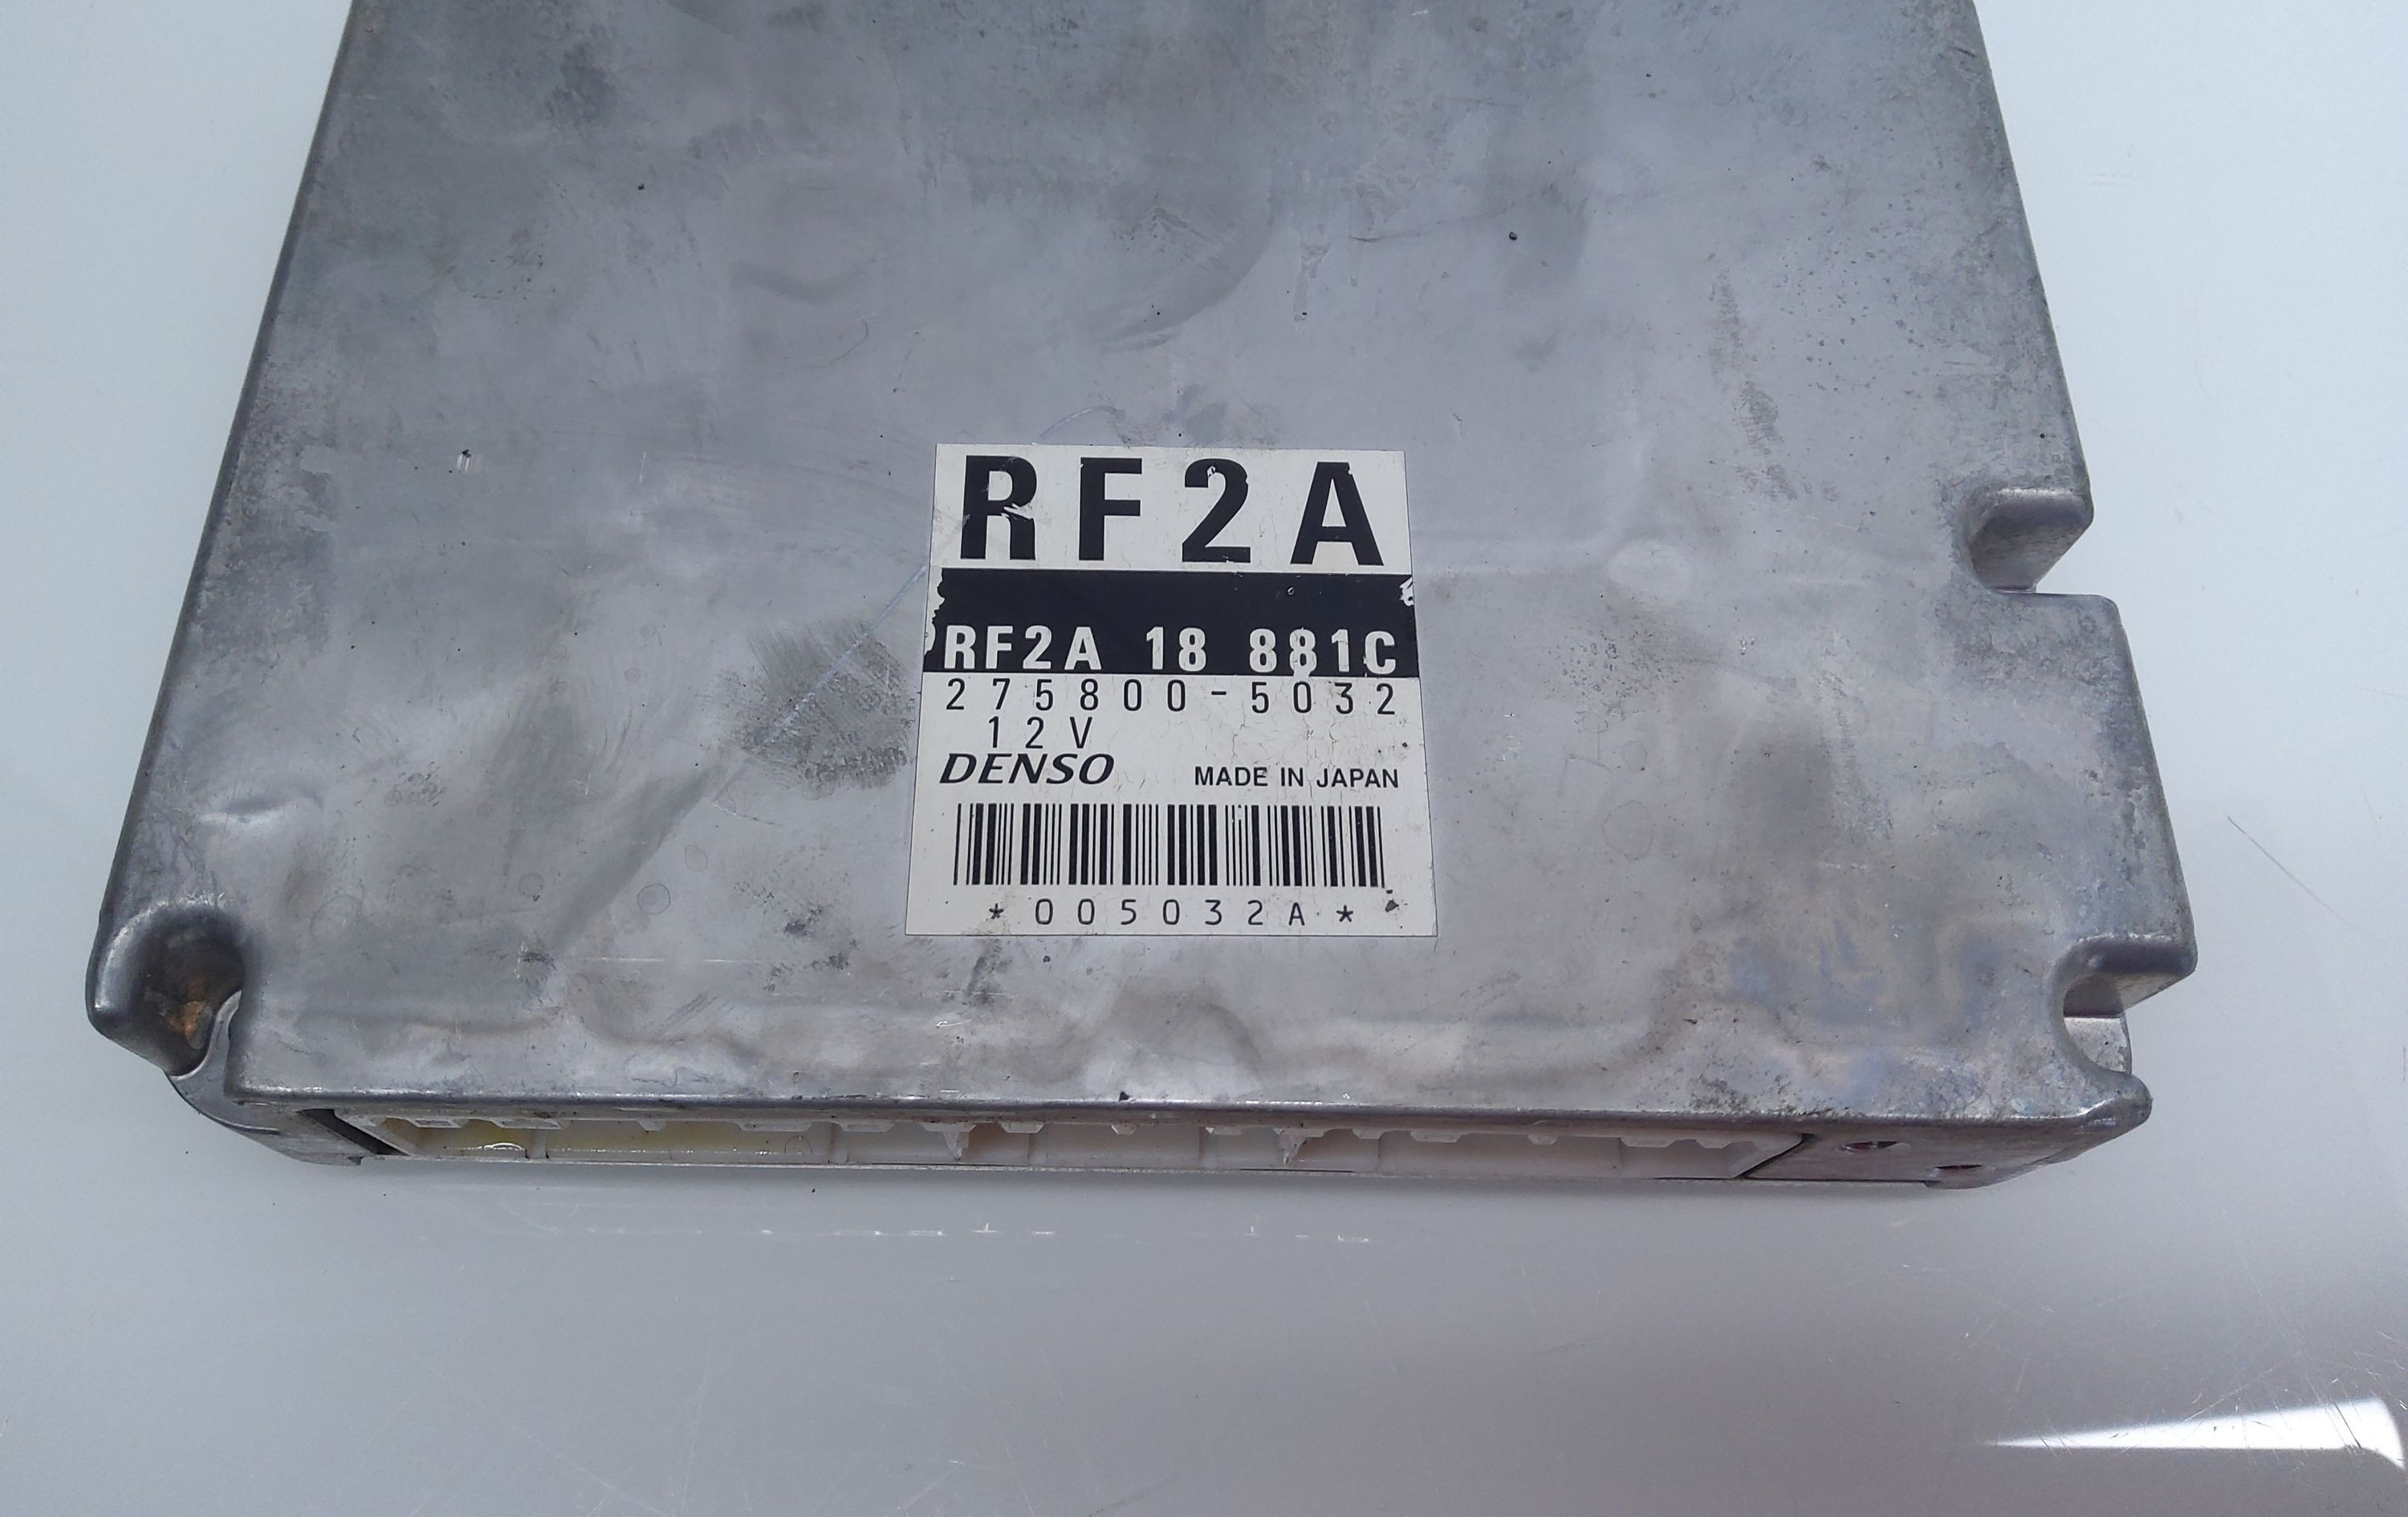 RF2A
RF2A 18 881C
275800-5032
12V
DENSO MADE IN JAPAN
*005032A*